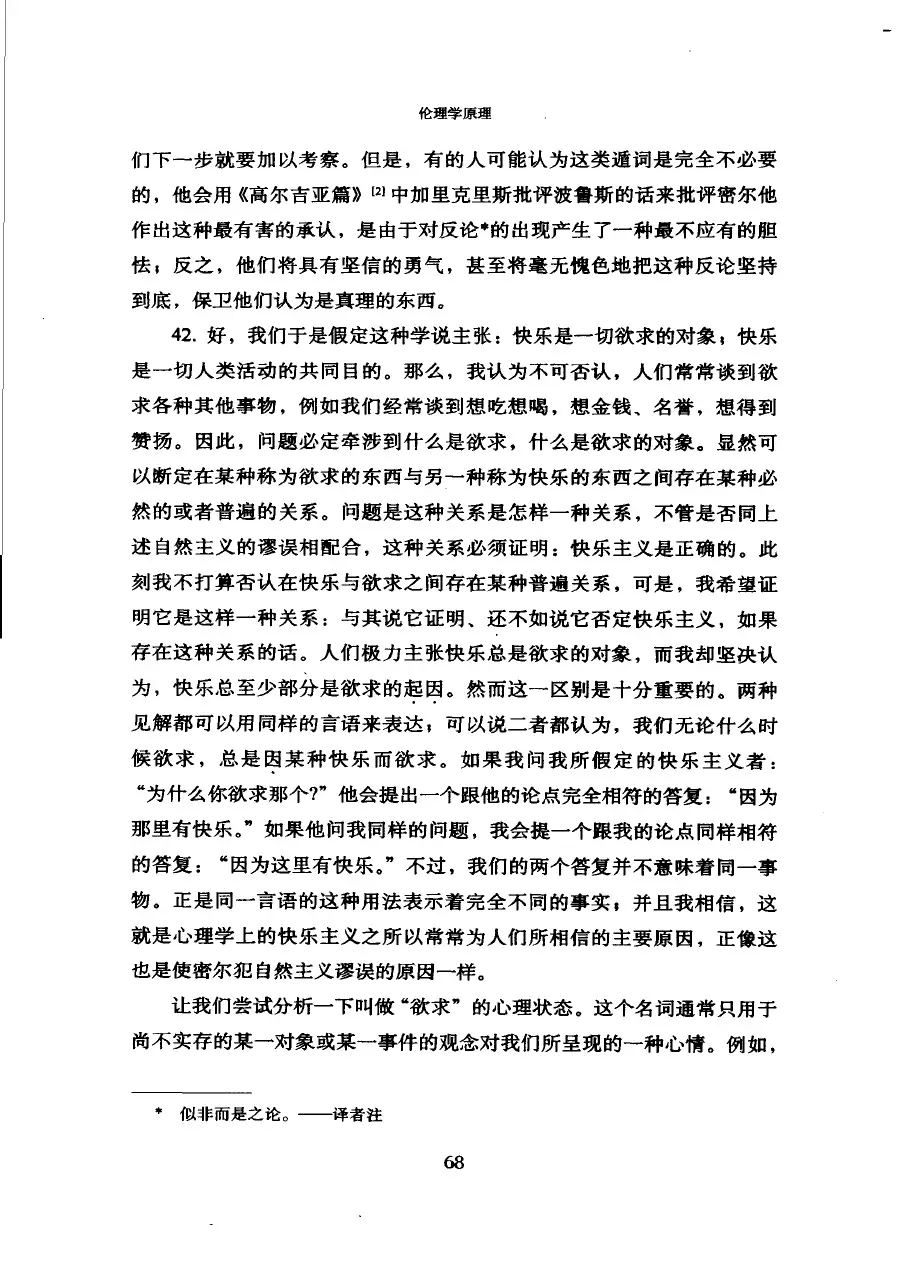 伦理学原理
们下一步就要加以考察。但是，有的人可能认为这类遁词是完全不必要
的，他会用《高尔吉亚篇》[2]中加里克里斯批评波鲁斯的话来批评密尔他
作出这种最有害的承认，是由于对反论*的出现产生了一种最不应有的胆
怯；反之，他们将具有坚信的勇气，甚至将毫无愧色地把这种反论坚持
到底，保卫他们认为是真理的东西。
42. 好，我们于是假定这种学说主张：快乐是一切欲求的对象；快乐
是一切人类活动的共同目的。那么，我认为不可否认，人们常常谈到欲
求各种其他事物，例如我们经常谈到想吃想喝，想金钱、名誉，想得到
赞扬。因此，问题必定牵涉到什么是欲求，什么是欲求的对象。显然可
以断定在某种称为欲求的东西与另一种称为快乐的东西之间存在某种必
然的或者普遍的关系。问题是这种关系是怎样一种关系，不管是否同上
述自然主义的谬误相配合，这种关系必须证明：快乐主义是正确的。此
刻我不打算否认在快乐与欲求之间存在某种普遍关系，可是，我希望证
明它是这样一种关系：与其说它证明、还不如说它否定快乐主义，如果
存在这种关系的话。人们极力主张快乐总是欲求的对象，而我却坚决认
为，快乐总至少部分是欲求的起因。然而这一区别是十分重要的。两种
见解都可以用同样的言语来表达；可以说二者都认为，我们无论什么时
候欲求，总是因某种快乐而欲求。如果我问我所假定的快乐主义者：
“为什么你欲求那个?”他会提出一个跟他的论点完全相符的答复：“因为
那里有快乐。”如果他问我同样的问题，我会提一个跟我的论点同样相符
的答复：“因为这里有快乐。”不过，我们的两个答复并不意味着同一事
物。正是同一言语的这种用法表示着完全不同的事实；并且我相信，这
就是心理学上的快乐主义之所以常常为人们所相信的主要原因，正像这
也是使密尔犯自然主义谬误的原因一样。
让我们尝试分析一下叫做“欲求”的心理状态。这个名词通常只用于
尚不实存的某一对象或某一事件的观念对我们所呈现的一种心情。例如，
* 似非而是之论。——译者注
68